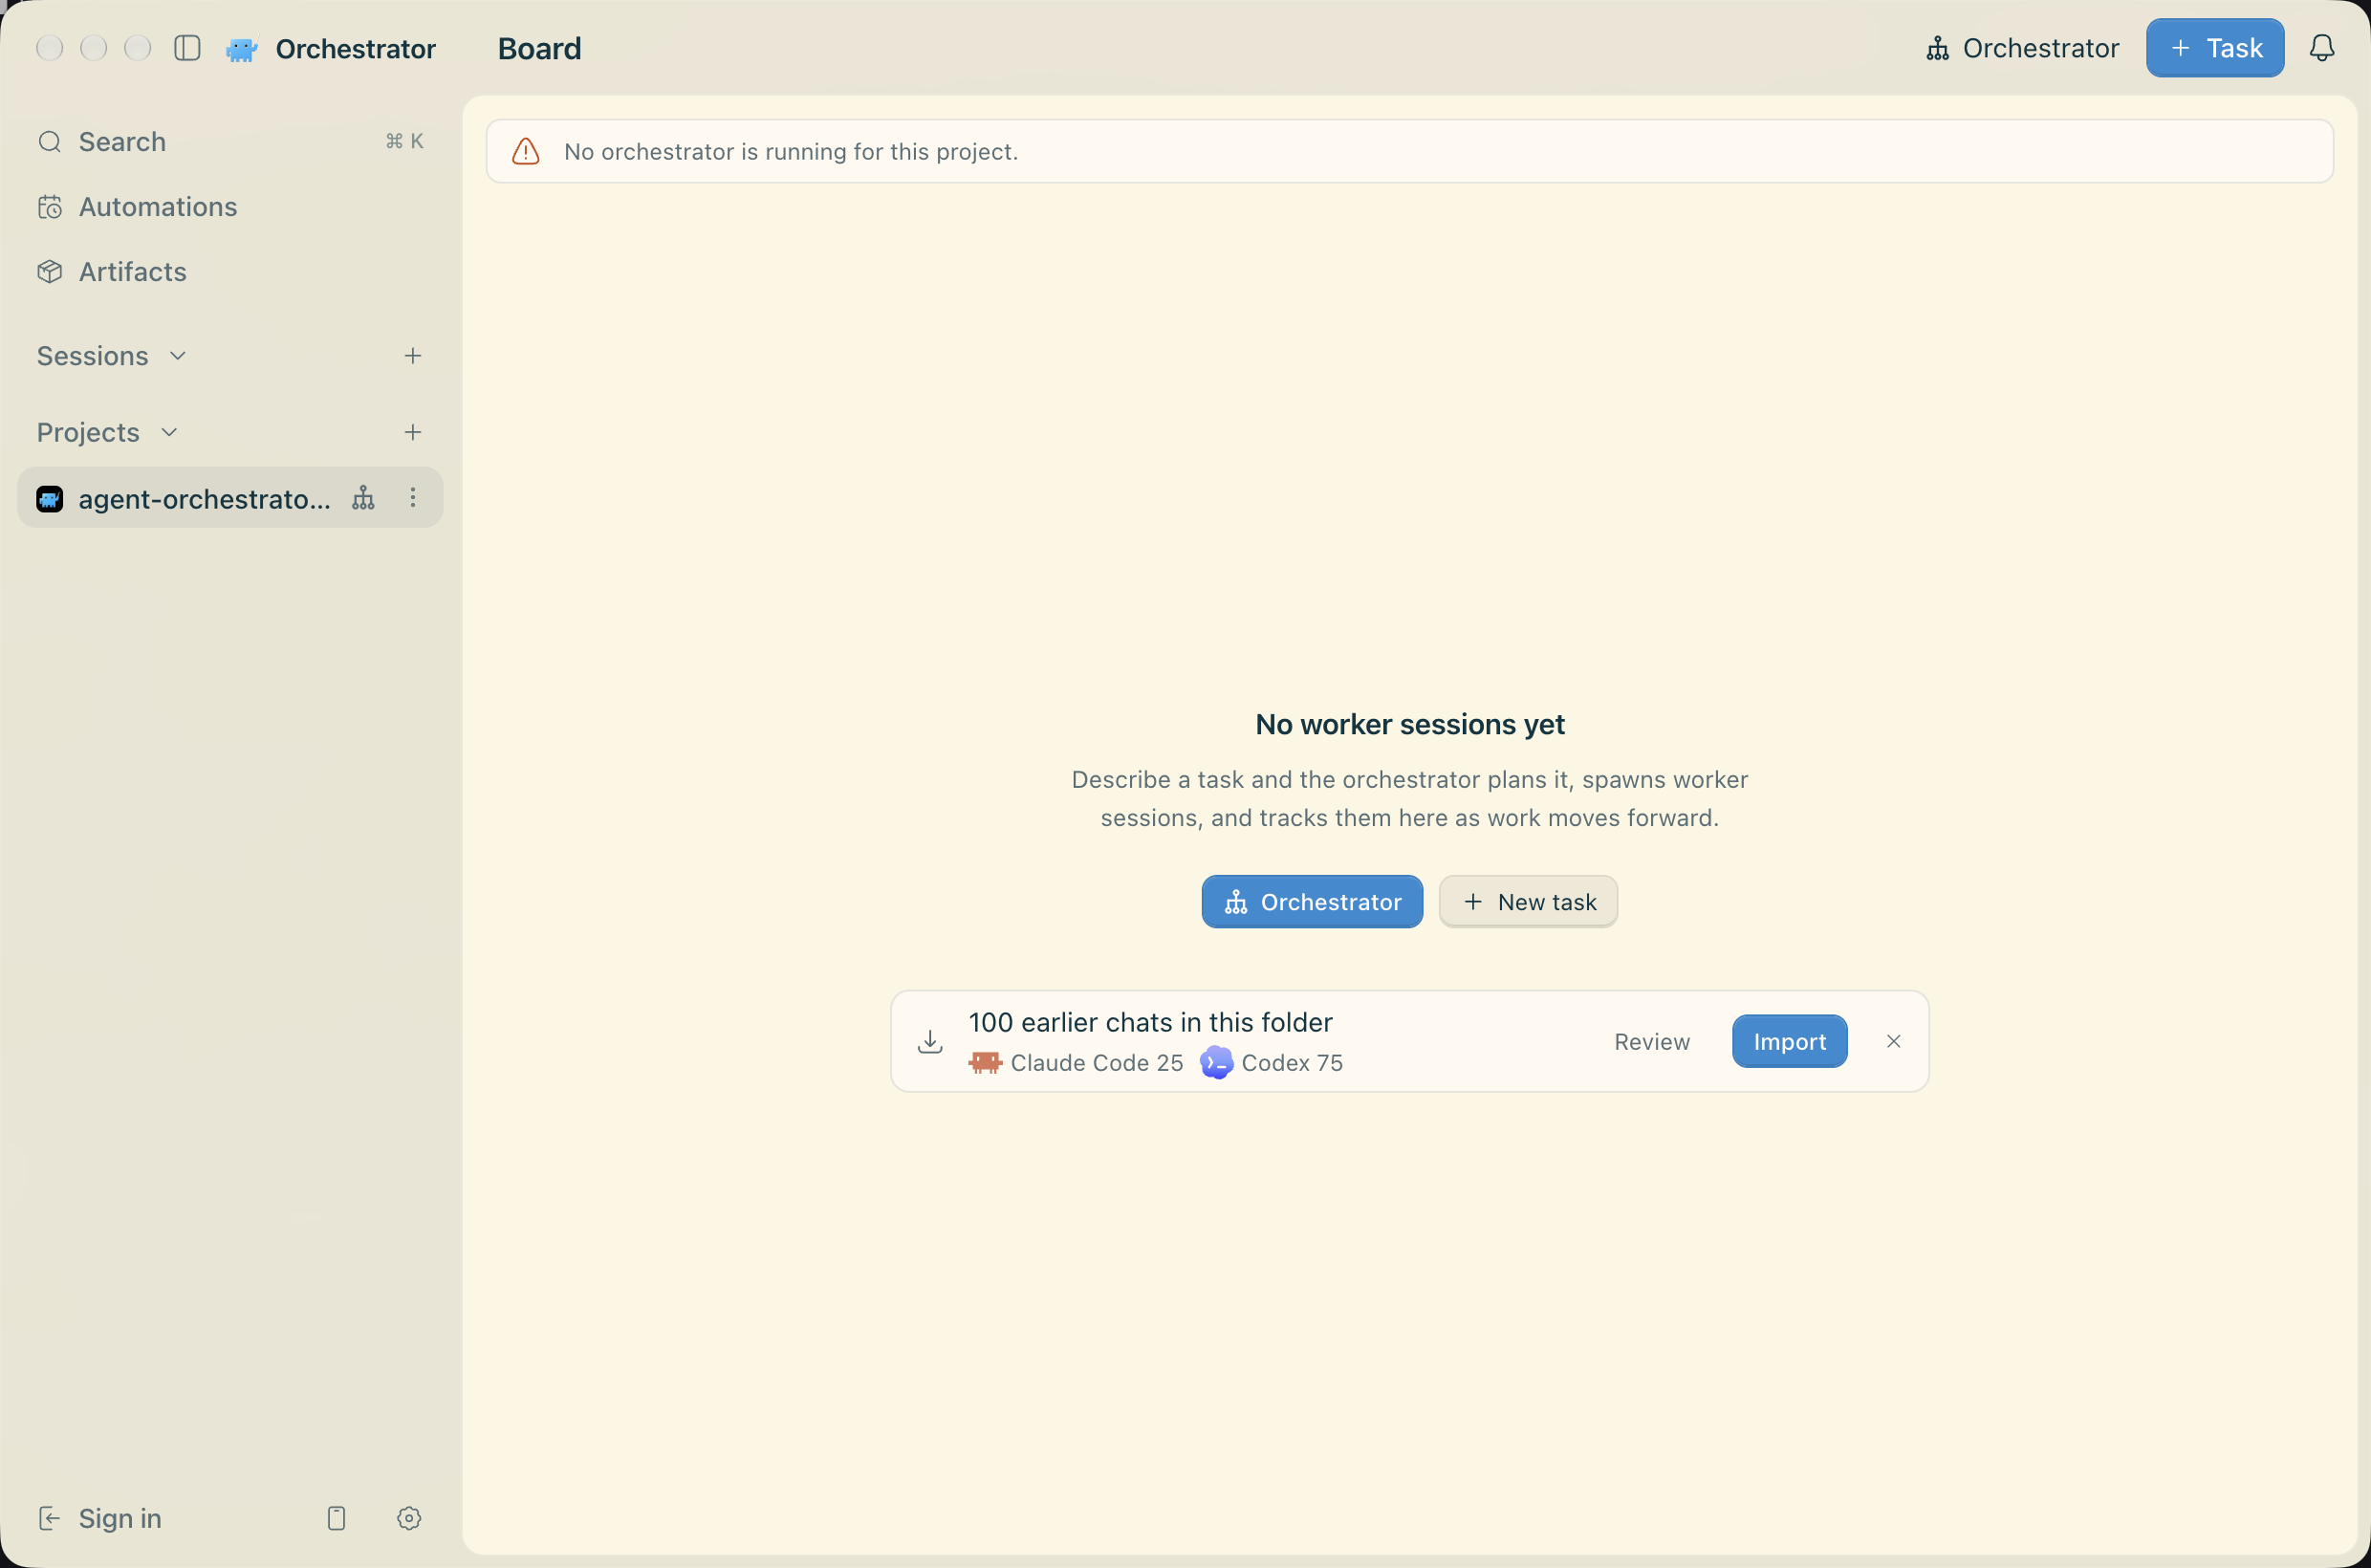 Orchestrator
Board
Orchestrator
+ Task
Search
⌘ K
Automations
Artifacts
Sessions
Projects
agent-orchestrato...
No orchestrator is running for this project.
No worker sessions yet
Describe a task and the orchestrator plans it, spawns worker
sessions, and tracks them here as work moves forward.
Orchestrator
+ New task
100 earlier chats in this folder
Claude Code 25 Codex 75
Review
Import
Sign in